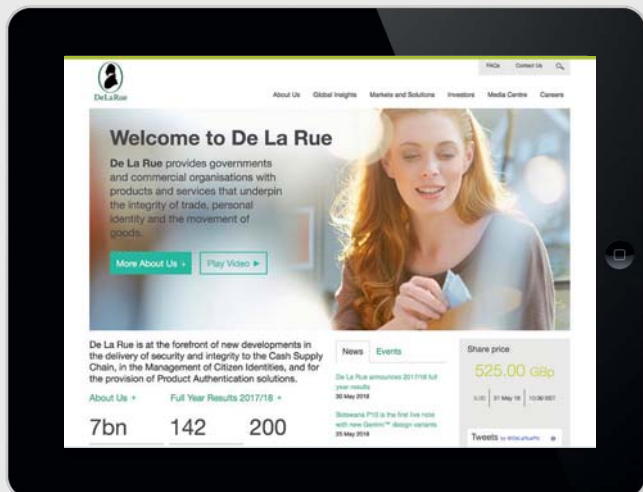 FAQs Contact Us
DeLaRue
About Us Global Insights Markets and Solutions Investors Media Centre Careers
Welcome to De La Rue
De La Rue provides governments
and commercial organisations with
products and services that underpin
the integrity of trade, personal
identity and the movement of
goods.
More About Us +
Play Video ►
De La Rue is at the forefront of new developments in
the delivery of security and integrity to the Cash Supply
Chain, in the Management of Citizen Identities, and for
the provision of Product Authentication solutions.
About Us + Full Year Results 2017/18 +
7bn 142 200
News Events
De La Rue announces 2017/18 full
year results
30 May 2018
Botswana P10 is the first live note
with new Gemini™ design variants
25 May 2018
Share price
525.00 GBp
31 May 18
Tweets by @DeLaRuePlc